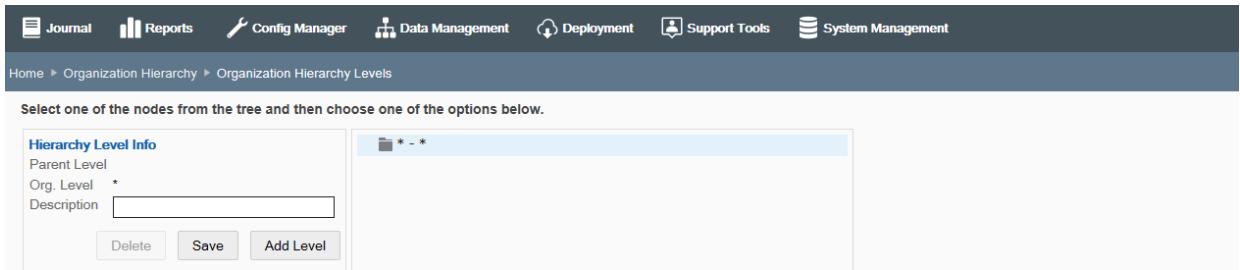 Journal Reports Config Manager Data Management Deployment Support Tools System Management
Home Organization Hierarchy Organization Hierarchy Levels
Select one of the nodes from the tree and then choose one of the options below.
Hierarchy Level Info
Parent Level
Org. Level *
Description
Delete Save Add Level
* - *